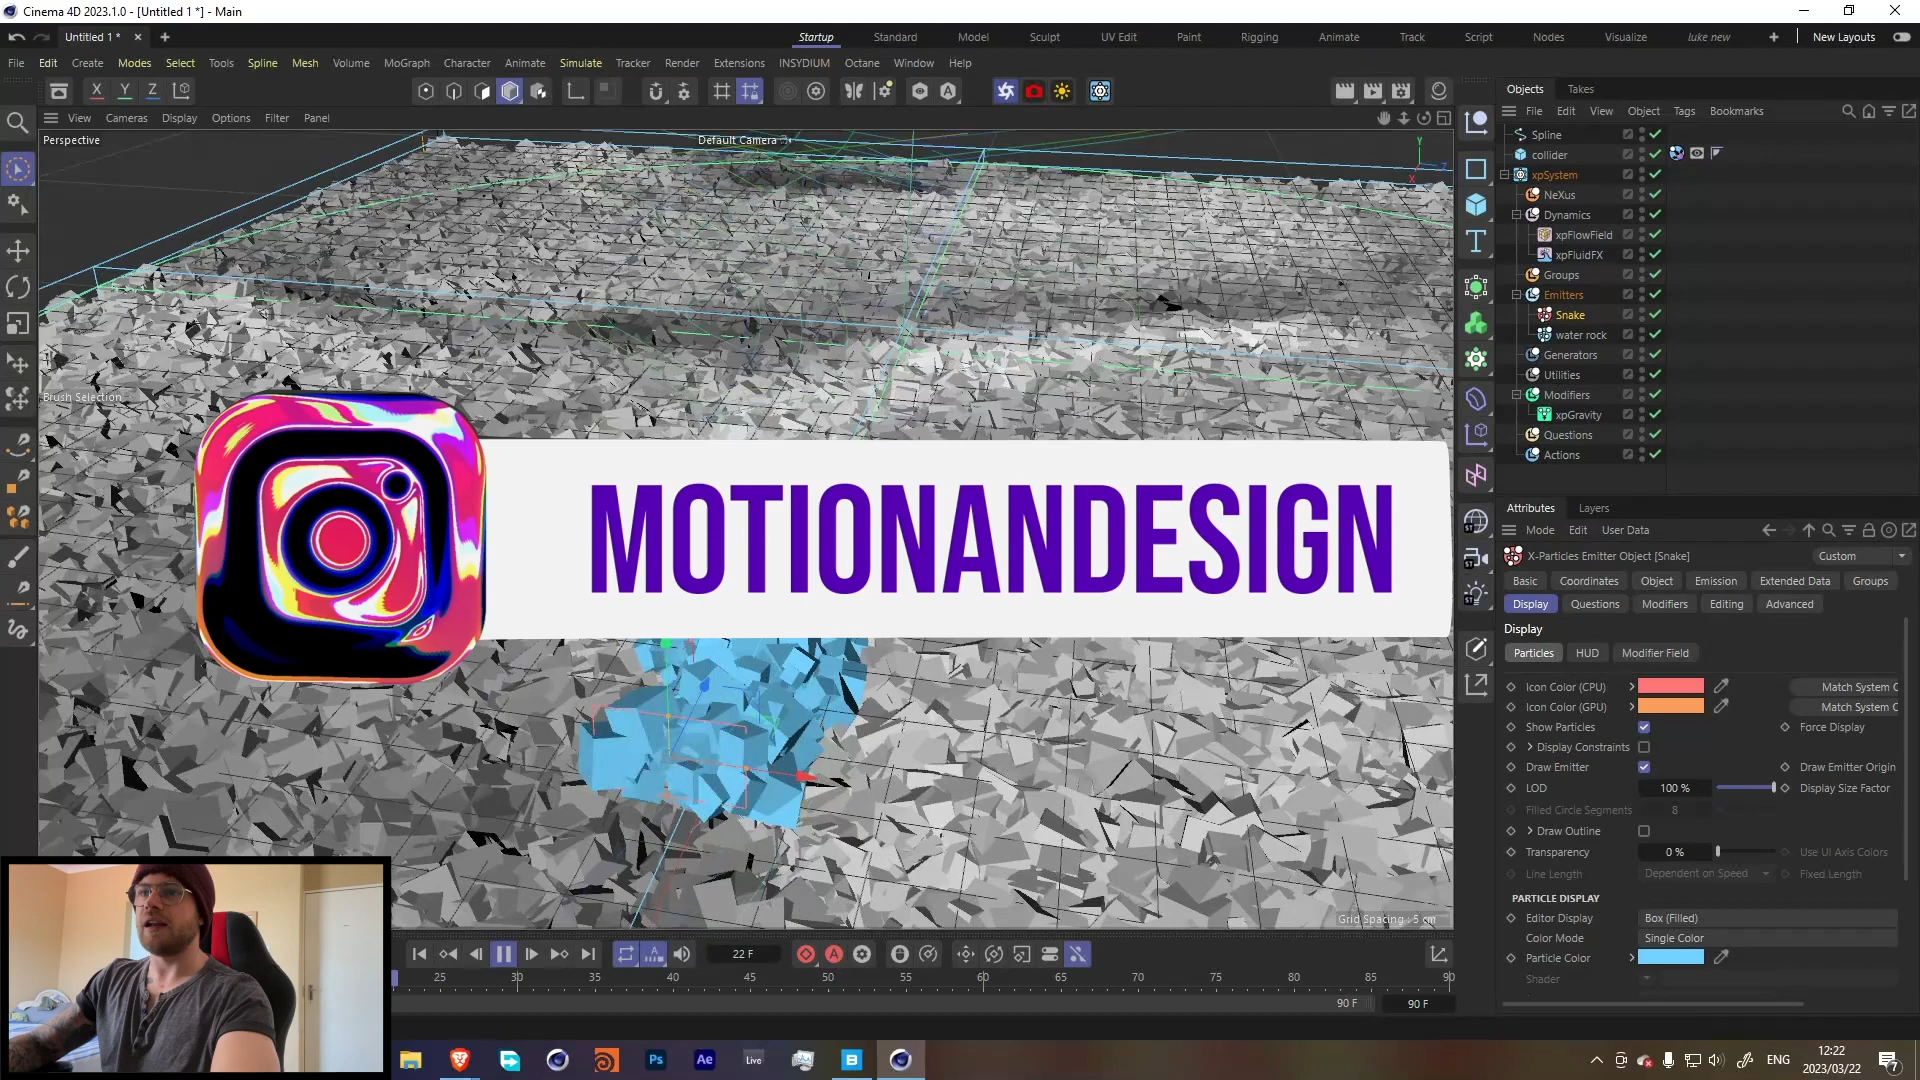 Cinema 4D 2023.1.0 - [Untitled 1 *] - Main
Untitled 1 *
Startup Standard Model Sculpt UV Edit Paint Rigging Animate Track Script Nodes Visualize luke new New Layouts
File Edit Create Modes Select Tools Spline Mesh Volume MoGraph Character Animate Simulate Tracker Render Extensions INSYDIUM Octane Window Help
X Y Z
View Cameras Display Options Filter Panel
Perspective
Default Camera
Y
Z
X
Brush Selection
MOTIONANDESIGN
Grid Spacing : 5 cm
22 F
25 30 35 40 45 50 55 60 65 70 75 80 85 90
90 F 90 F
Objects Takes
File Edit View Object Tags Bookmarks
Spline
collider
xpSystem
NeXus
Dynamics
xpFlowField
xpFluidFX
Groups
Emitters
Snake
water rock
Generators
Utilities
Modifiers
xpGravity
Questions
Actions
Attributes Layers
Mode Edit User Data
X-Particles Emitter Object [Snake] Custom
Basic Coordinates Object Emission Extended Data Groups
Display Questions Modifiers Editing Advanced
Display
Particles HUD Modifier Field
Icon Color (CPU) Match System C
Icon Color (GPU) Match System C
Show Particles Force Display
Display Constraints
Draw Emitter Draw Emitter Origin
LOD 100 % Display Size Factor
Filled Circle Segments 8
Draw Outline
Transparency 0 % Use UI Axis Colors
Line Length Dependent on Speed Fixed Length
PARTICLE DISPLAY
Editor Display Box (Filled)
Color Mode Single Color
Particle Color
Shader
Ps Ae Live B
ENG
12:22
2023/03/22
7